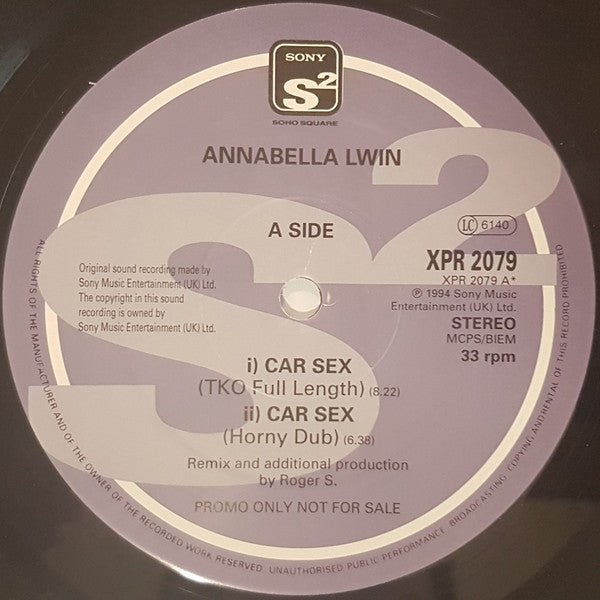 SONY
S2
SOHO SQUARE
ANNABELLA LWIN
A SIDE
LC 6140
XPR 2079
XPR 2079 A*
℗ 1994 Sony Music
Entertainment (UK) Ltd.
STEREO
MCPS/BIEM
33 rpm
Original sound recording made by
Sony Music Entertainment (UK) Ltd.
The copyright in this sound
recording is owned by
Sony Music Entertainment (UK) Ltd.
i) CAR SEX
(TKO Full Length) (8.22)
ii) CAR SEX
(Horny Dub) (6.38)
Remix and additional production
by Roger S.
PROMO ONLY NOT FOR SALE
S2
ALL RIGHTS OF THE MANUFACTURER AND OF THE OWNER OF THE RECORDED WORK RESERVED. UNAUTHORISED PUBLIC PERFORMANCE, BROADCASTING, COPYING AND RENTAL OF THIS RECORD PROHIBITED